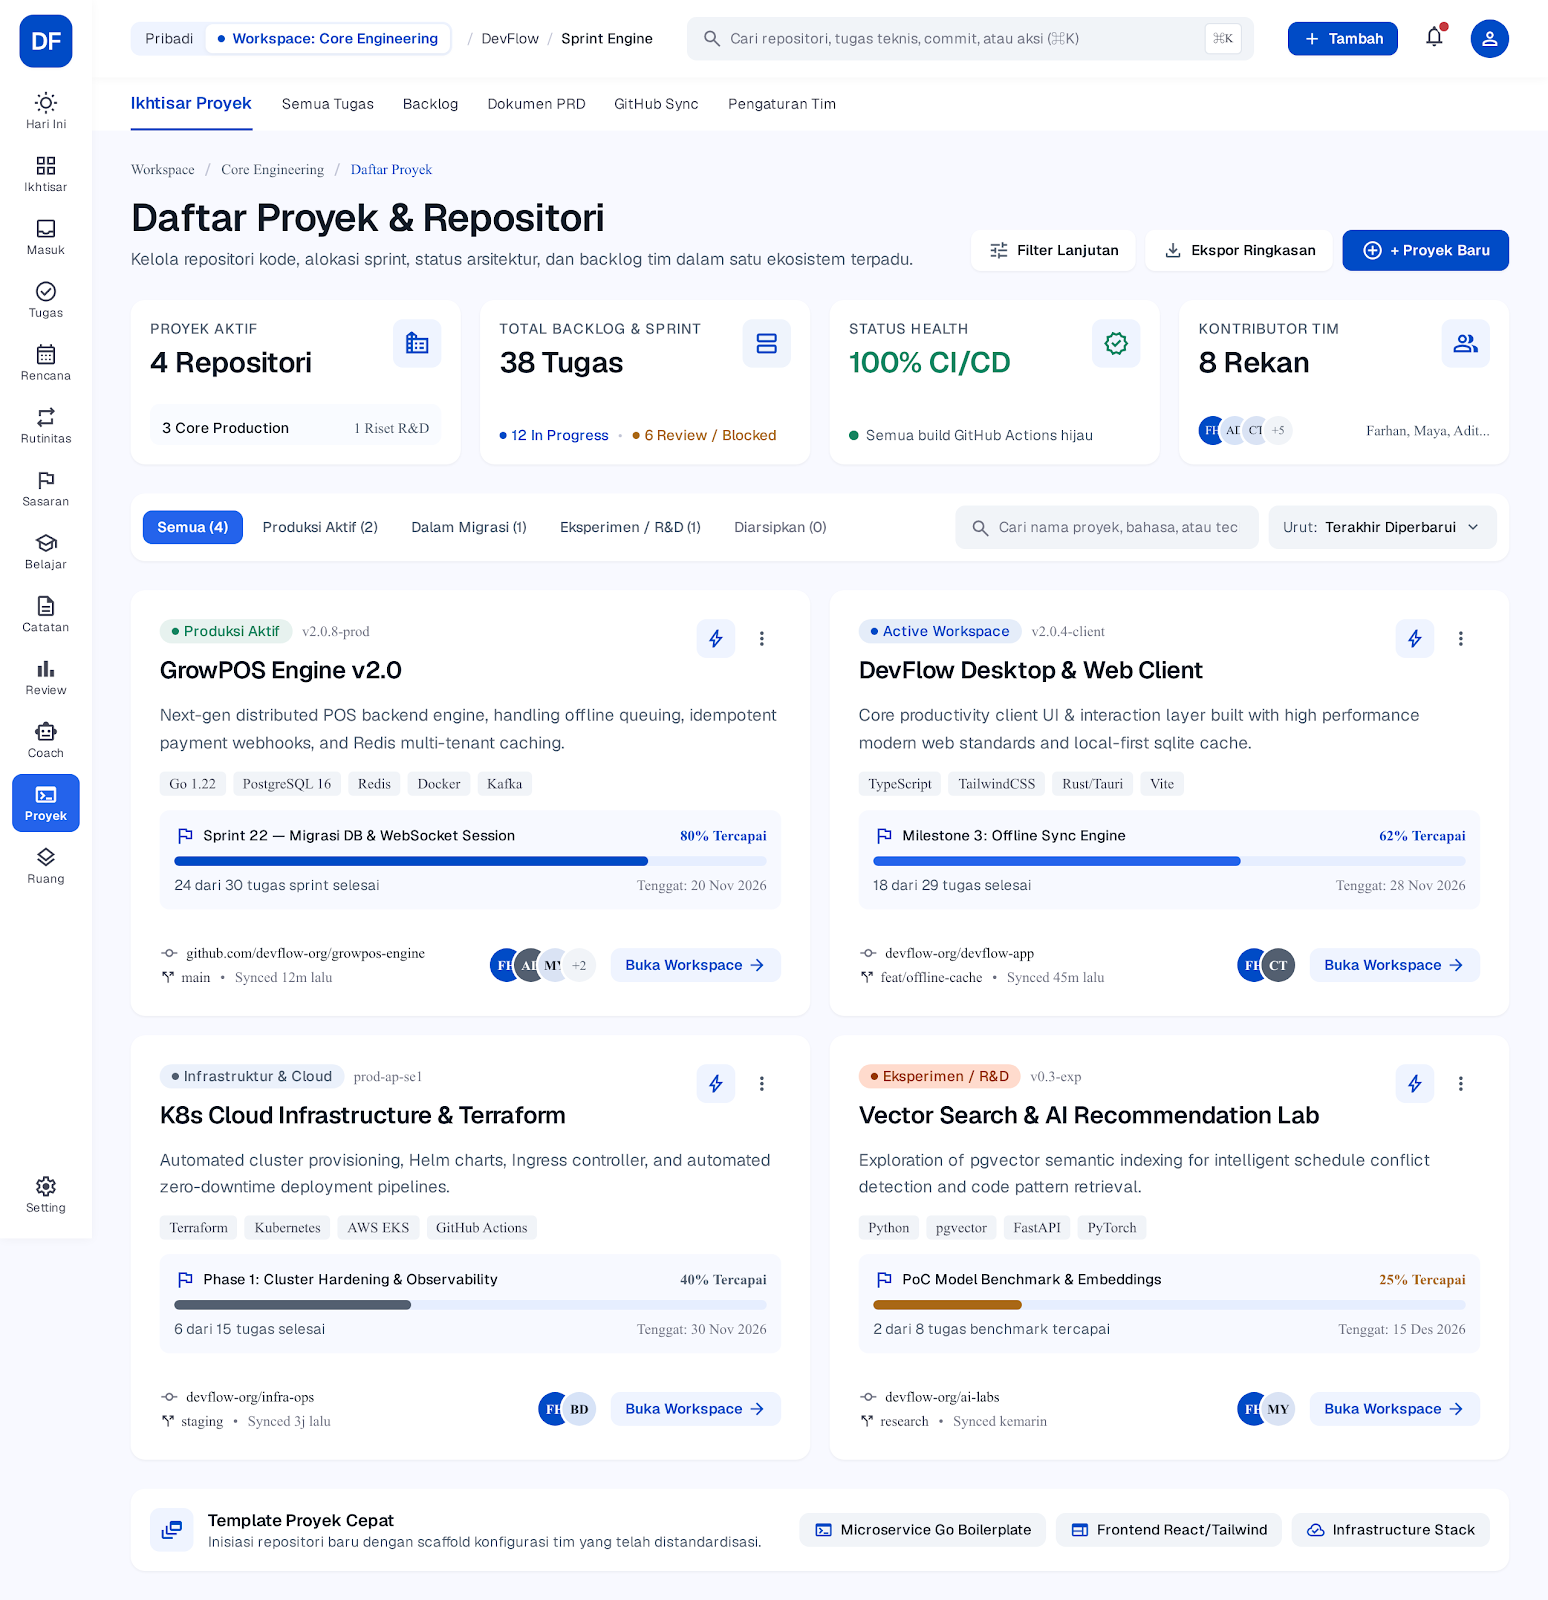 DF
Pribadi
Workspace: Core Engineering
/ DevFlow / Sprint Engine
Cari repositori, tugas teknis, commit, atau aksi (⌘K)
⌘K
+ Tambah
Hari Ini
Ikhtisar
Masuk
Tugas
Rencana
Rutinitas
Sasaran
Belajar
Catatan
Review
Coach
Proyek
Ruang
Setting
Ikhtisar Proyek
Semua Tugas
Backlog
Dokumen PRD
GitHub Sync
Pengaturan Tim
Workspace / Core Engineering / Daftar Proyek
Daftar Proyek & Repositori
Kelola repositori kode, alokasi sprint, status arsitektur, dan backlog tim dalam satu ekosistem terpadu.
Filter Lanjutan
Ekspor Ringkasan
+ Proyek Baru
PROYEK AKTIF
4 Repositori
3 Core Production
1 Riset R&D
TOTAL BACKLOG & SPRINT
38 Tugas
12 In Progress • 6 Review / Blocked
STATUS HEALTH
100% CI/CD
Semua build GitHub Actions hijau
KONTRIBUTOR TIM
8 Rekan
+5
Farhan, Maya, Adit...
Semua (4)
Produksi Aktif (2)
Dalam Migrasi (1)
Eksperimen / R&D (1)
Diarsipkan (0)
Cari nama proyek, bahasa, atau tec
Urut: Terakhir Diperbarui
Produksi Aktif
v2.0.8-prod
GrowPOS Engine v2.0
Next-gen distributed POS backend engine, handling offline queuing, idempotent
payment webhooks, and Redis multi-tenant caching.
Go 1.22
PostgreSQL 16
Redis
Docker
Kafka
Sprint 22 — Migrasi DB & WebSocket Session
80% Tercapai
24 dari 30 tugas sprint selesai
Tenggat: 20 Nov 2026
github.com/devflow-org/growpos-engine
main • Synced 12m lalu
+2
Buka Workspace →
Active Workspace
v2.0.4-client
DevFlow Desktop & Web Client
Core productivity client UI & interaction layer built with high performance
modern web standards and local-first sqlite cache.
TypeScript
TailwindCSS
Rust/Tauri
Vite
Milestone 3: Offline Sync Engine
62% Tercapai
18 dari 29 tugas selesai
Tenggat: 28 Nov 2026
devflow-org/devflow-app
feat/offline-cache • Synced 45m lalu
CT
Buka Workspace →
Infrastruktur & Cloud
prod-ap-se1
K8s Cloud Infrastructure & Terraform
Automated cluster provisioning, Helm charts, Ingress controller, and automated
zero-downtime deployment pipelines.
Terraform
Kubernetes
AWS EKS
GitHub Actions
Phase 1: Cluster Hardening & Observability
40% Tercapai
6 dari 15 tugas selesai
Tenggat: 30 Nov 2026
devflow-org/infra-ops
staging • Synced 3j lalu
BD
Buka Workspace →
Eksperimen / R&D
v0.3-exp
Vector Search & AI Recommendation Lab
Exploration of pgvector semantic indexing for intelligent schedule conflict
detection and code pattern retrieval.
Python
pgvector
FastAPI
PyTorch
PoC Model Benchmark & Embeddings
25% Tercapai
2 dari 8 tugas benchmark tercapai
Tenggat: 15 Des 2026
devflow-org/ai-labs
research • Synced kemarin
MY
Buka Workspace →
Template Proyek Cepat
Inisiasi repositori baru dengan scaffold konfigurasi tim yang telah distandardisasi.
Microservice Go Boilerplate
Frontend React/Tailwind
Infrastructure Stack